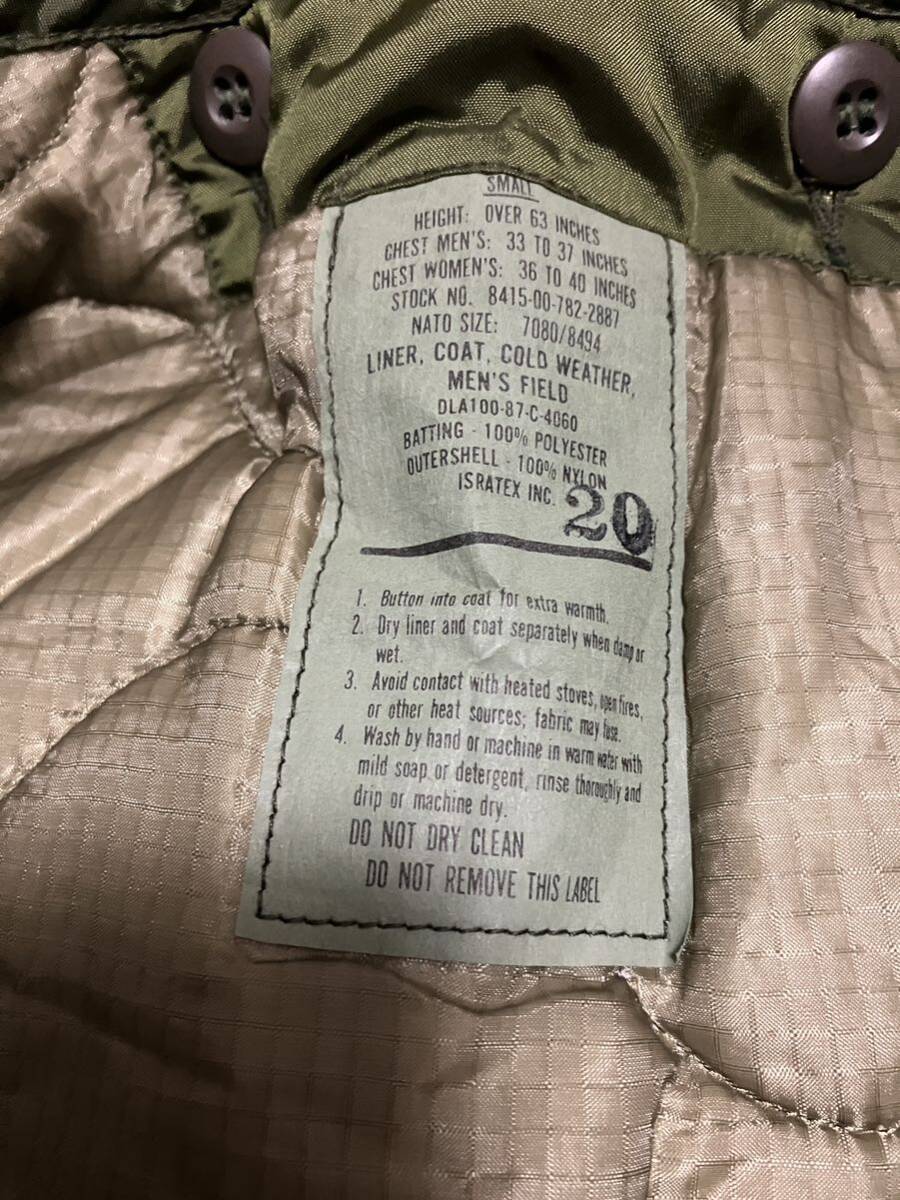 SMALL
HEIGHT: OVER 63 INCHES
CHEST MEN'S: 33 TO 37 INCHES
CHEST WOMEN'S: 36 TO 40 INCHES
STOCK NO. 8415-00-782-2887
NATO SIZE: 7080/8494
LINER, COAT, COLD WEATHER,
MEN'S FIELD
DLA100-87-C-4060
BATTING - 100% POLYESTER
OUTERSHELL - 100% NYLON
ISRATEX INC.
20
1. Button into coat for extra warmth.
2. Dry liner and coat separately when damp or
wet.
3. Avoid contact with heated stoves, open fires,
or other heat sources; fabric may fuse.
4. Wash by hand or machine in warm water with
mild soap or detergent, rinse thoroughly and
drip or machine dry.
DO NOT DRY CLEAN
DO NOT REMOVE THIS LABEL